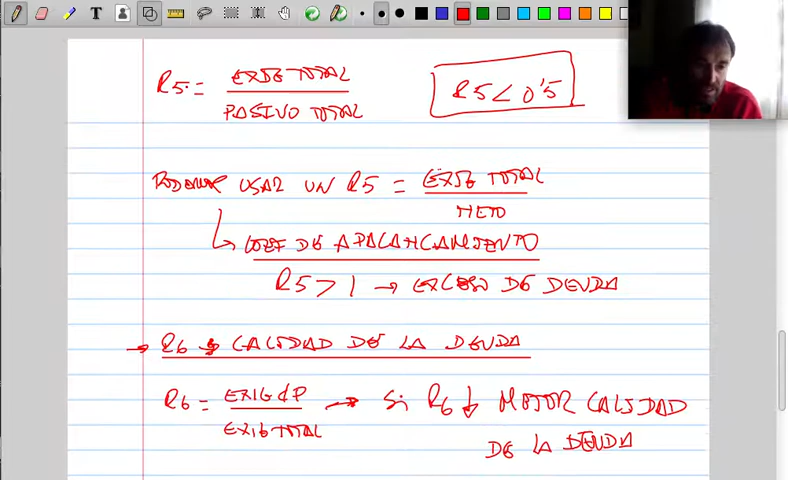 R5 = EXIG TOTAL / PASIVO TOTAL
R5 < 0'5
PODEMOS USAR UN R5 = EXIG TOTAL / NETO
↳ COEF DE APALANCAMIENTO
R5 > 1 → EXCESO DE DEUDA
→ R6 → CALIDAD DE LA DEUDA
R6 = EXIG C/P / EXIG TOTAL → Si R6 ↓ MEJOR CALIDAD
DE LA DEUDA